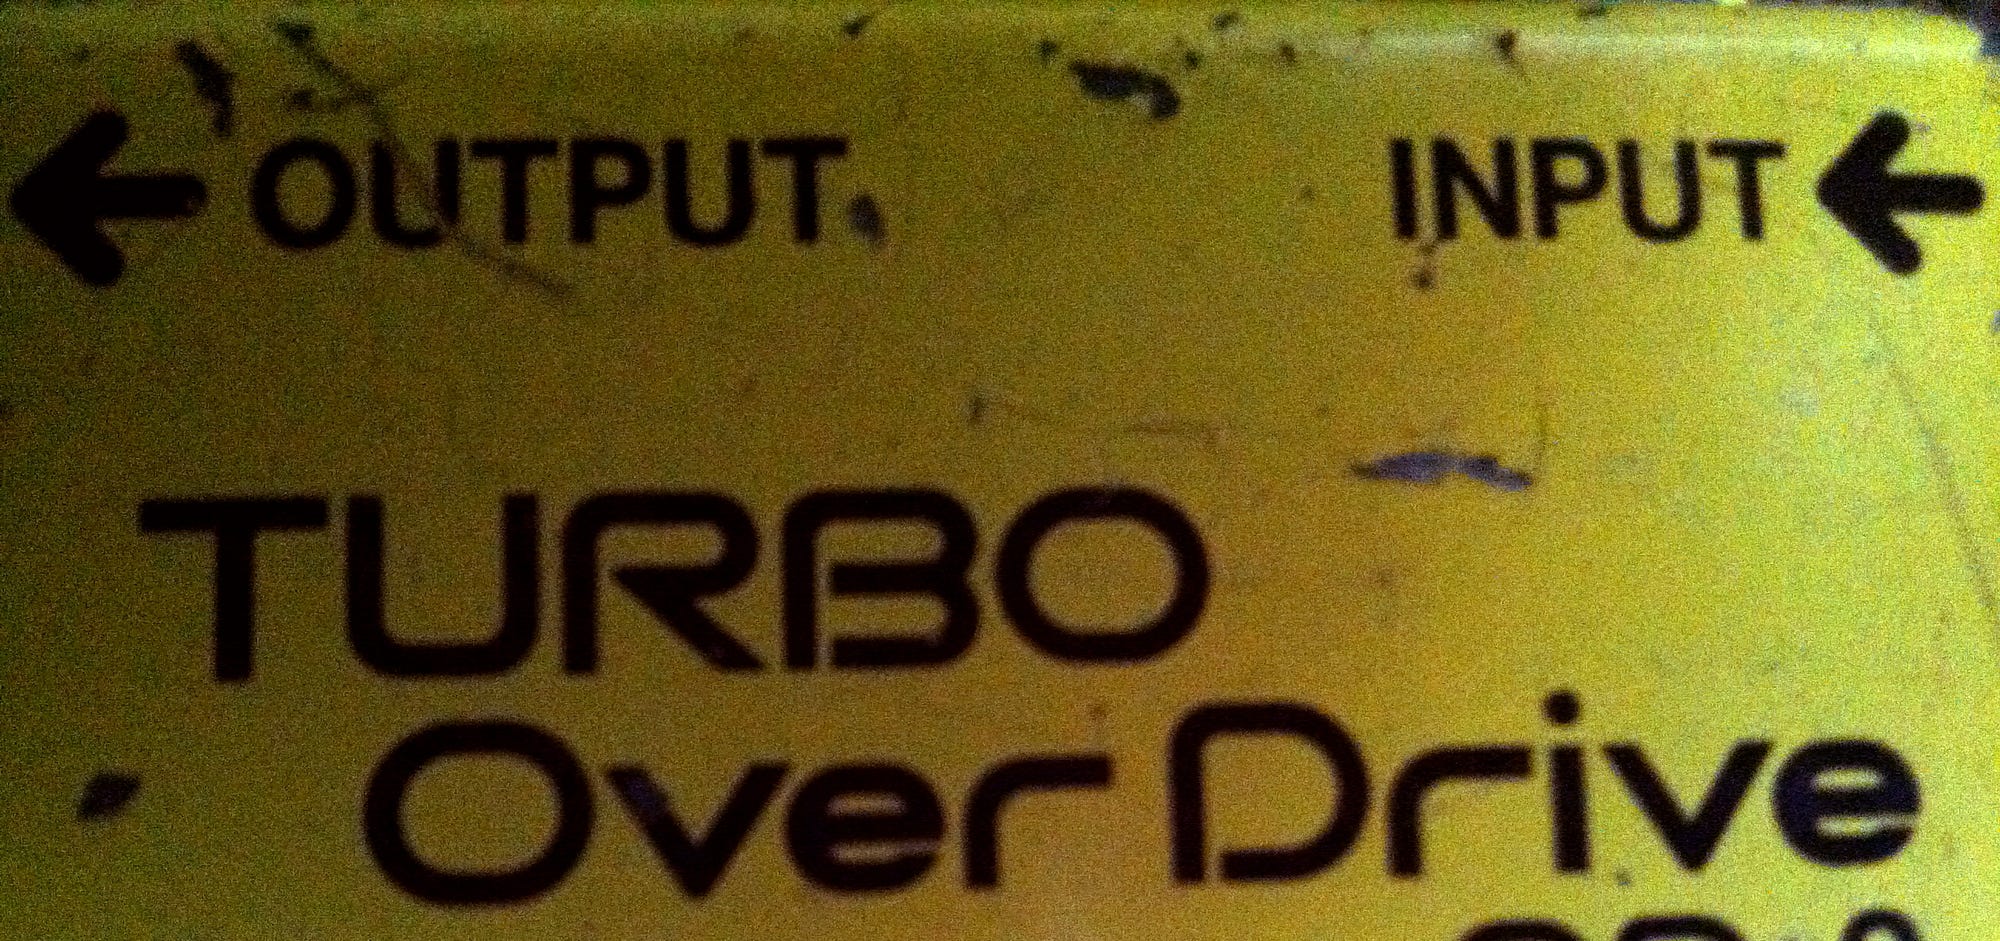 ← OUTPUT INPUT ←
TURBO
Over Drive